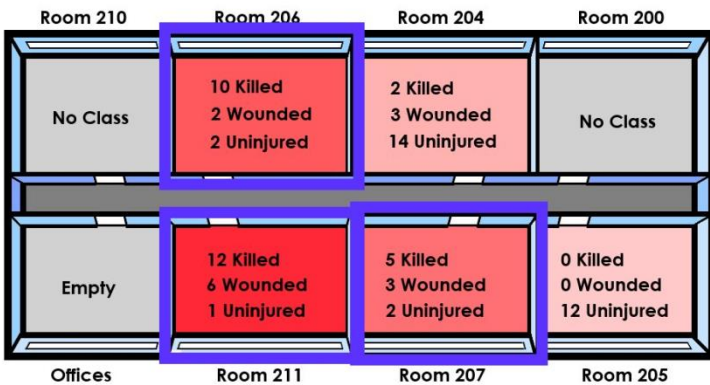 Room 210
Room 206
Room 204
Room 200
No Class
10 Killed
2 Wounded
2 Uninjured
2 Killed
3 Wounded
14 Uninjured
No Class
Empty
12 Killed
6 Wounded
1 Uninjured
5 Killed
3 Wounded
2 Uninjured
0 Killed
0 Wounded
12 Uninjured
Offices
Room 211
Room 207
Room 205